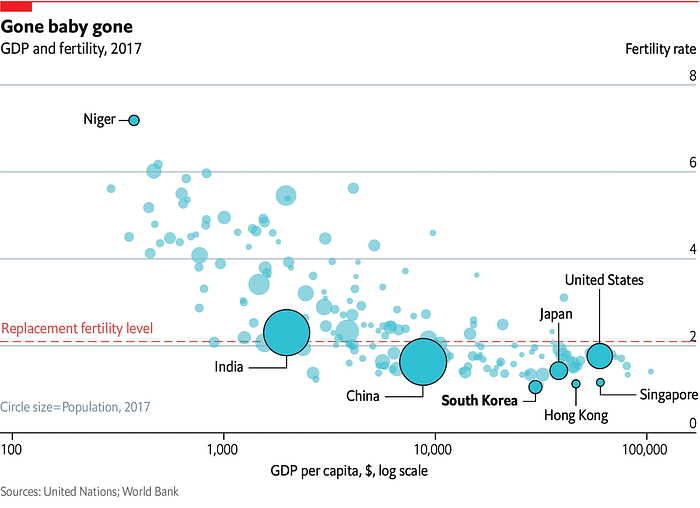 Gone baby gone
GDP and fertility, 2017
Fertility rate
8
Niger
6
4
United States
Japan
Replacement fertility level
2
India
China
South Korea
Singapore
Hong Kong
Circle size=Population, 2017
0
100
1,000
10,000
100,000
GDP per capita, $, log scale
Sources: United Nations; World Bank